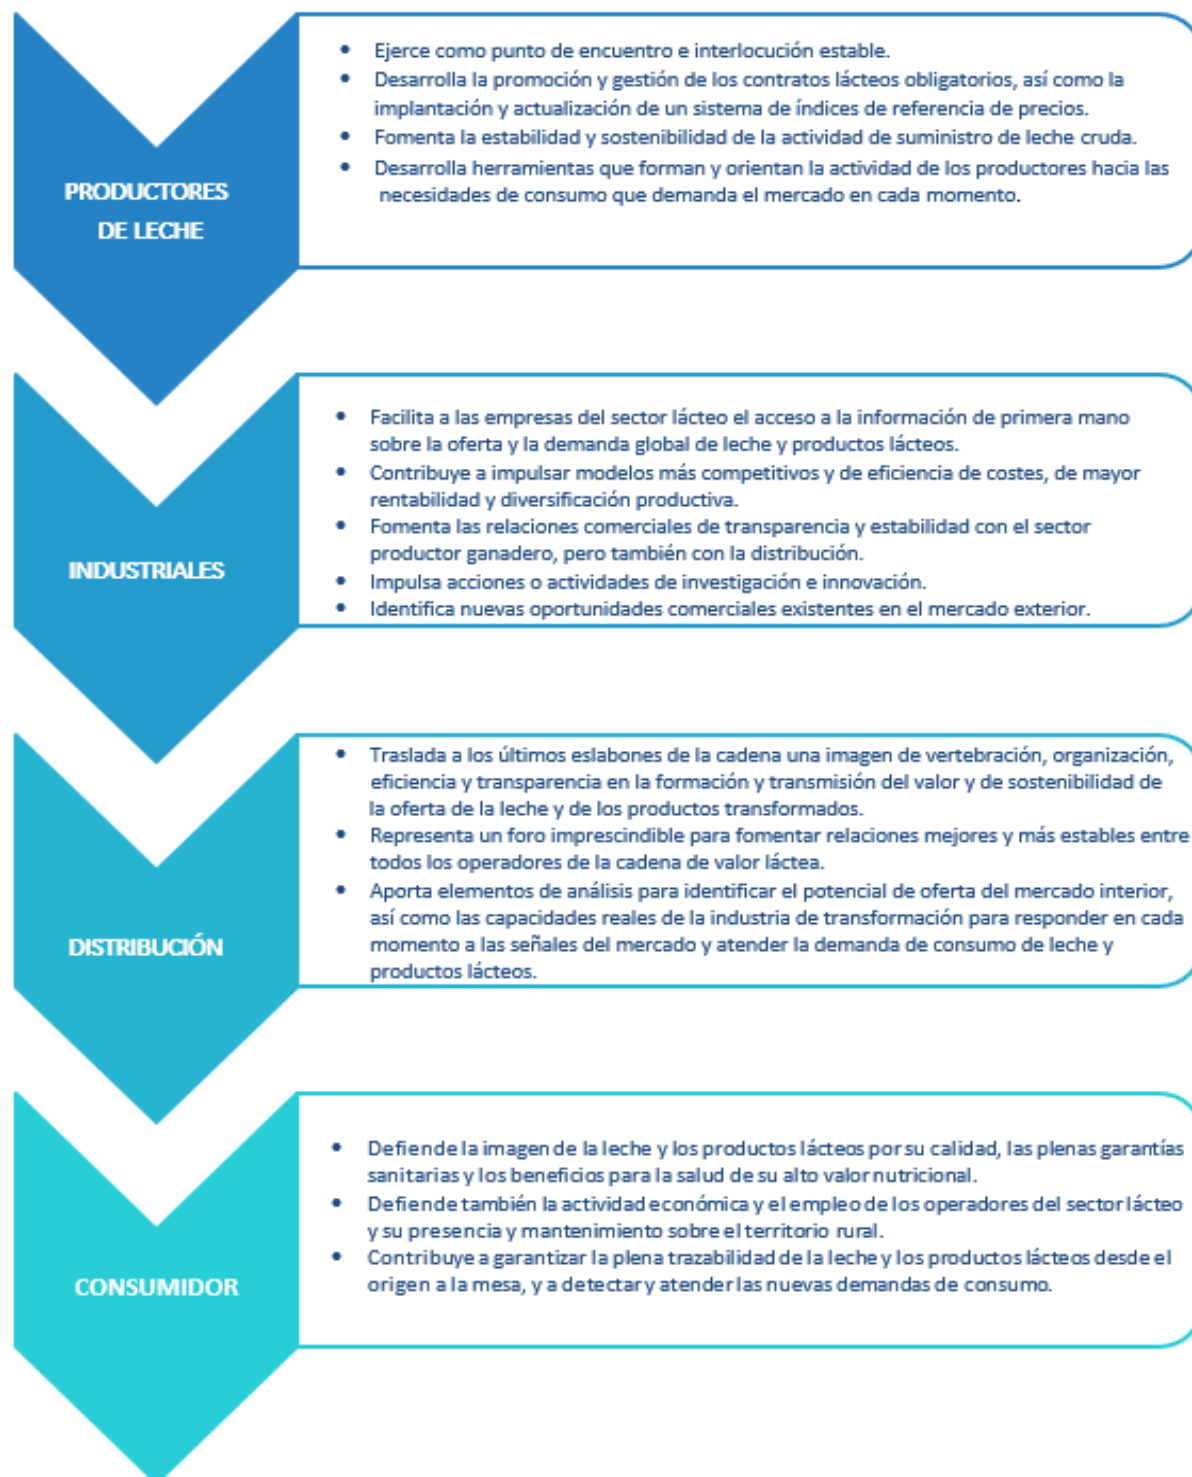 PRODUCTORES
DE LECHE
• Ejerce como punto de encuentro e interlocución estable.
• Desarrolla la promoción y gestión de los contratos lácteos obligatorios, así como la
implantación y actualización de un sistema de índices de referencia de precios.
• Fomenta la estabilidad y sostenibilidad de la actividad de suministro de leche cruda.
• Desarrolla herramientas que forman y orientan la actividad de los productores hacia las
necesidades de consumo que demanda el mercado en cada momento.
INDUSTRIALES
• Facilita a las empresas del sector lácteo el acceso a la información de primera mano
sobre la oferta y la demanda global de leche y productos lácteos.
• Contribuye a impulsar modelos más competitivos y de eficiencia de costes, de mayor
rentabilidad y diversificación productiva.
• Fomenta las relaciones comerciales de transparencia y estabilidad con el sector
productor ganadero, pero también con la distribución.
• Impulsa acciones o actividades de investigación e innovación.
• Identifica nuevas oportunidades comerciales existentes en el mercado exterior.
DISTRIBUCIÓN
• Traslada a los últimos eslabones de la cadena una imagen de vertebración, organización,
eficiencia y transparencia en la formación y transmisión del valor y de sostenibilidad de
la oferta de la leche y de los productos transformados.
• Representa un foro imprescindible para fomentar relaciones mejores y más estables entre
todos los operadores de la cadena de valor láctea.
• Aporta elementos de análisis para identificar el potencial de oferta del mercado interior,
así como las capacidades reales de la industria de transformación para responder en cada
momento a las señales del mercado y atender la demanda de consumo de leche y
productos lácteos.
CONSUMIDOR
• Defiende la imagen de la leche y los productos lácteos por su calidad, las plenas garantías
sanitarias y los beneficios para la salud de su alto valor nutricional.
• Defiende también la actividad económica y el empleo de los operadores del sector lácteo
y su presencia y mantenimiento sobre el territorio rural.
• Contribuye a garantizar la plena trazabilidad de la leche y los productos lácteos desde el
origen a la mesa, y a detectar y atender las nuevas demandas de consumo.